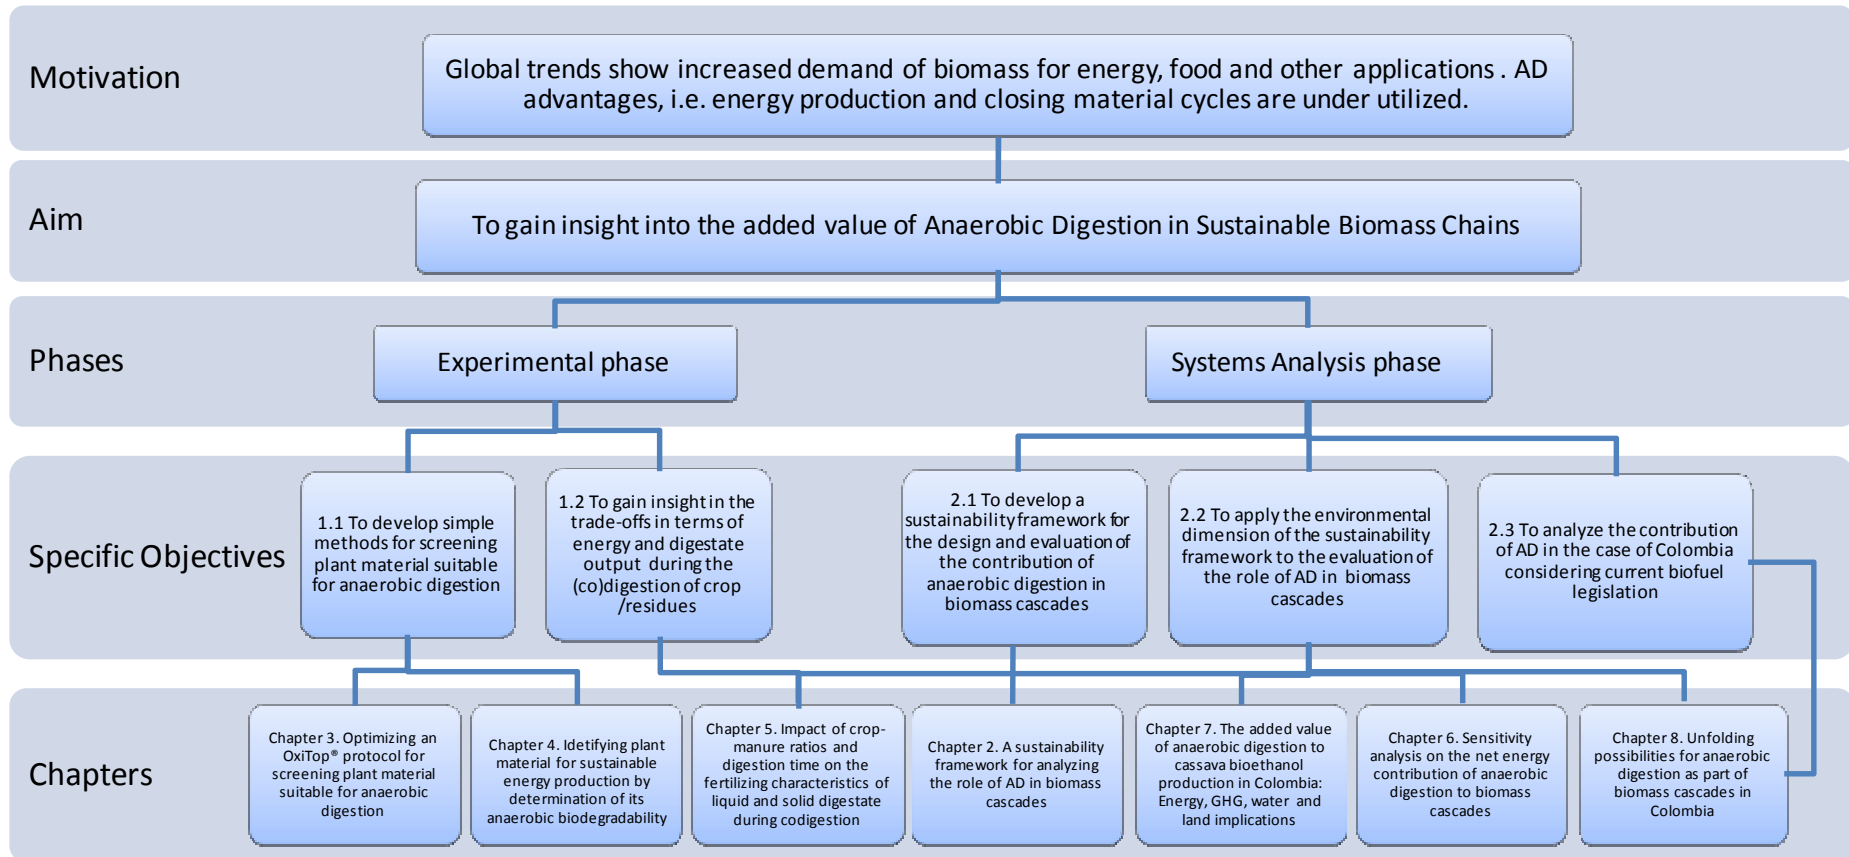 Motivation
Global trends show increased demand of biomass for energy, food and other applications . AD
advantages, i.e. energy production and closing material cycles are under utilized.
Aim
To gain insight into the added value of Anaerobic Digestion in Sustainable Biomass Chains
Phases
Experimental phase
Systems Analysis phase
Specific Objectives
1.1 To develop simple
methods for screening
plant material suitable
for anaerobic digestion
1.2 To gain insight in the
trade-offs in terms of
energy and digestate
output during the
(co)digestion of crop
/residues
2.1 To develop a
sustainability framework for
the design and evaluation of
the contribution of
anaerobic digestion in
biomass cascades
2.2 To apply the environmental
dimension of the sustainability
framework to the evaluation of
the role of AD in biomass
cascades
2.3 To analyze the contribution
of AD in the case of Colombia
considering current biofuel
legislation
Chapters
Chapter 3. Optimizing an
OxiTop® protocol for
screening plant material
suitable for anaerobic
digestion
Chapter 4. Idetifying plant
material for sustainable
energy production by
determination of its
anaerobic biodegradability
Chapter 5. Impact of crop-
manure ratios and
digestion time on the
fertilizing characteristics of
liquid and solid digestate
during codigestion
Chapter 2. A sustainability
framework for analyzing
the role of AD in biomass
cascades
Chapter 7. The added value
of anaerobic digestion to
cassava bioethanol
production in Colombia:
Energy, GHG, water and
land implications
Chapter 6. Sensitivity
analysis on the net energy
contribution of anaerobic
digestion to biomass
cascades
Chapter 8. Unfolding
possibilities for anaerobic
digestion as part of
biomass cascades in
Colombia